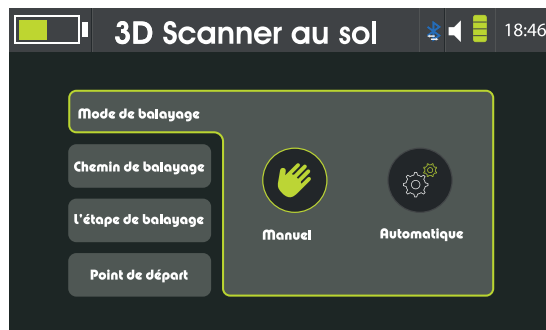 3D Scanner au sol
18:46
Mode de balayage
Chemin de balayage
L'étape de balayage
Point de départ
Manuel
Automatique